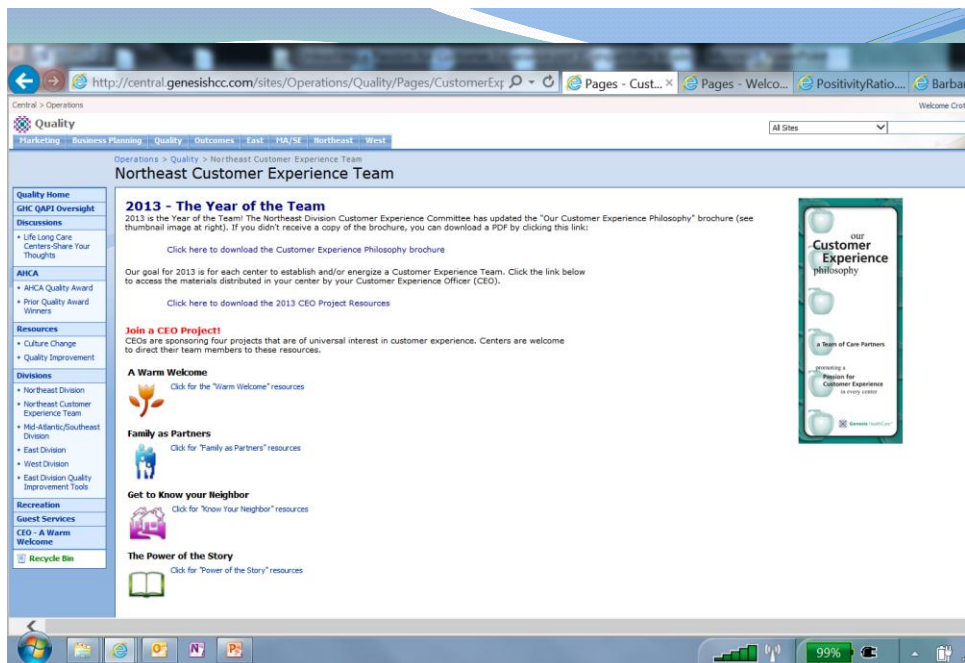 http://central.genesishcc.com/sites/Operations/Quality/Pages/CustomerExp
Pages - Cust...
Pages - Welco...
PositivityRatio....
Barbar
Central > Operations
Welcome Crot
Quality
All Sites
Marketing Business Planning Quality Outcomes East MA/SE Northeast West
Operations > Quality > Northeast Customer Experience Team
Northeast Customer Experience Team
Quality Home
GHC QAPI Oversight
Discussions
Life Long Care
Centers-Share Your
Thoughts
AHCA
AHCA Quality Award
Prior Quality Award
Winners
Resources
Culture Change
Quality Improvement
Divisions
Northeast Division
Northeast Customer
Experience Team
Mid-Atlantic/Southeast
Division
East Division
West Division
East Division Quality
Improvement Tools
Recreation
Guest Services
CEO - A Warm
Welcome
Recycle Bin
2013 - The Year of the Team
2013 is the Year of the Team! The Northeast Division Customer Experience Committee has updated the "Our Customer Experience Philosophy" brochure (see
thumbnail image at right). If you didn't receive a copy of the brochure, you can download a PDF by clicking this link:
Click here to download the Customer Experience Philosophy brochure
Our goal for 2013 is for each center to establish and/or energize a Customer Experience Team. Click the link below
to access the materials distributed in your center by your Customer Experience Officer (CEO).
Click here to download the 2013 CEO Project Resources
Join a CEO Project!
CEOs are sponsoring four projects that are of universal interest in customer experience. Centers are welcome
to direct their team members to these resources.
A Warm Welcome
Click for the "Warm Welcome" resources
Family as Partners
Click for "Family as Partners" resources
Get to Know your Neighbor
Click for "Know Your Neighbor" resources
The Power of the Story
Click for "Power of the Story" resources
our
Customer
Experience
philosophy
a Team of Care Partners
promoting a
Passion for
Customer Experience
in every center
Genesis HealthCare
99%